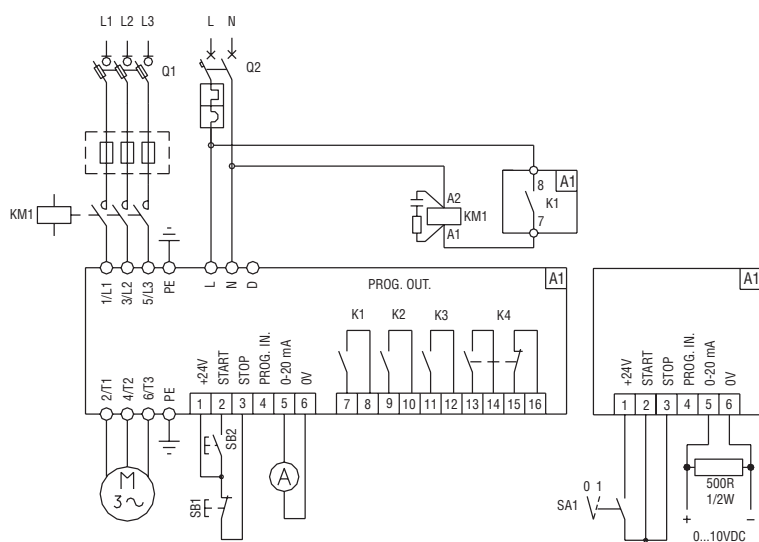 L1 L2 L3 L N
Q1 Q2
KM1
A2
KM1
A1
8 A1
K1
7
PROG. OUT. A1
1/L1 3/L2 5/L3 PE L N D
K1 K2 K3 K4
2/T1 4/T2 6/T3 PE
+24V START STOP PROG. IN. 0-20 mA 0V
1 2 3 4 5 6 7 8 9 10 11 12 13 14 15 16
M
3~
SB2
SB1
A
A1
+24V START STOP PROG. IN. 0-20 mA 0V
1 2 3 4 5 6
500R
1/2W
SA1 0 1
+ –
0...10VDC